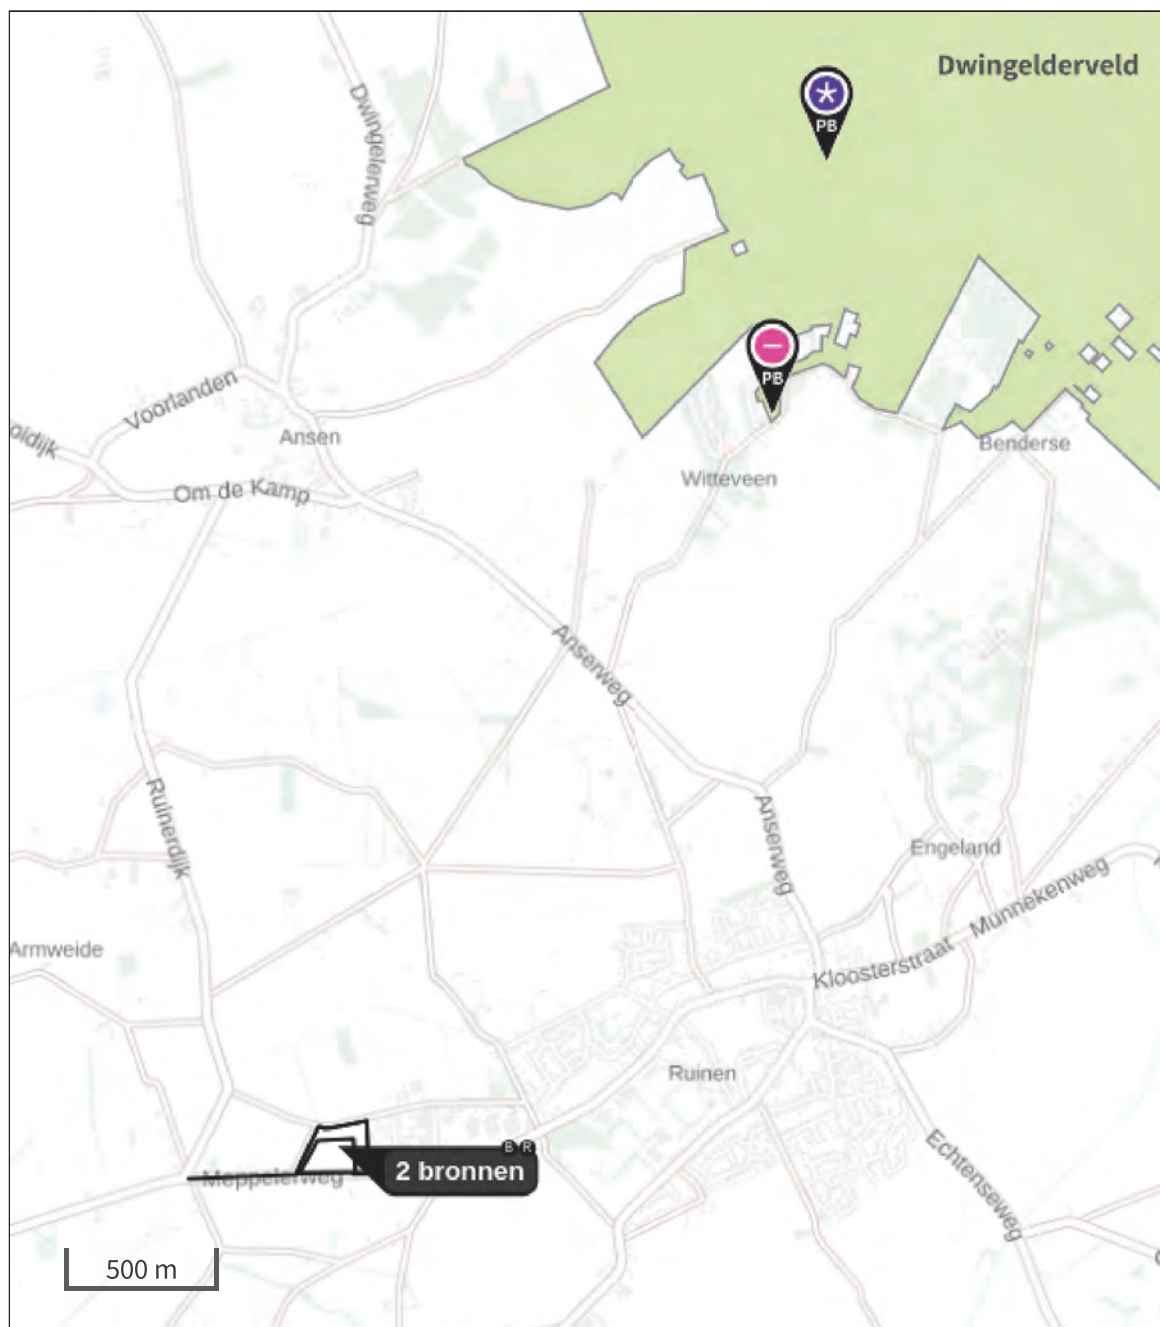 Dwingelderveld
PB
Dwingelerweg
PB
Voorlanden
oidijk
Ansen
Benderse
Witteveen
Om de Kamp
Anserweg
Ruinerdijk
Anserweg
Engeland
Munnekenweg
Armweide
Kloosterstraat
Ruinen
B R
Echtenseweg
2 bronnen
Meppelerweg
500 m